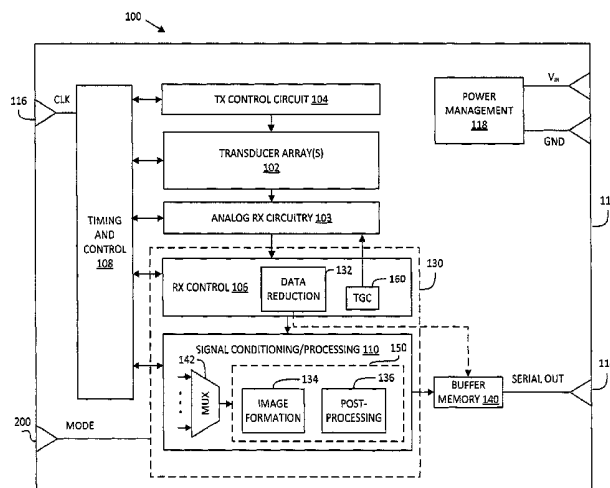 100
116
CLK
TX CONTROL CIRCUIT 104
TRANSDUCER ARRAY(S)
102
ANALOG RX CIRCUITRY 103
TIMING
AND
CONTROL
108
POWER
MANAGEMENT
118
VIN
GND
11
130
RX CONTROL 106
132
DATA
REDUCTION
160
TGC
SIGNAL CONDITIONING/PROCESSING 110
150
142
MUX
134
IMAGE
FORMATION
136
POST-
PROCESSING
BUFFER
MEMORY 140
SERIAL OUT
11
200
MODE